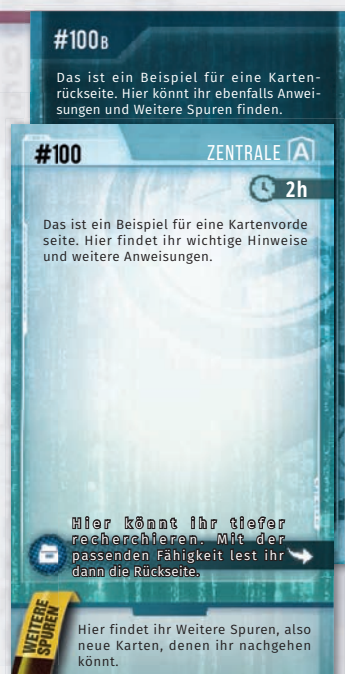 #100B
Das ist ein Beispiel für eine Karten-
rückseite. Hier könnt ihr ebenfalls Anwei-
sungen und Weitere Spuren finden.
#100
ZENTRALE A
2h
Das ist ein Beispiel für eine Kartenvorde
seite. Hier findet ihr wichtige Hinweise
und weitere Anweisungen.
Hier könnt ihr tiefer
recherchieren. Mit der
passenden Fähigkeit lest ihr
dann die Rückseite.
WEITERE
SPUREN
Hier findet ihr Weitere Spuren, also
neue Karten, denen ihr nachgehen
könnt.